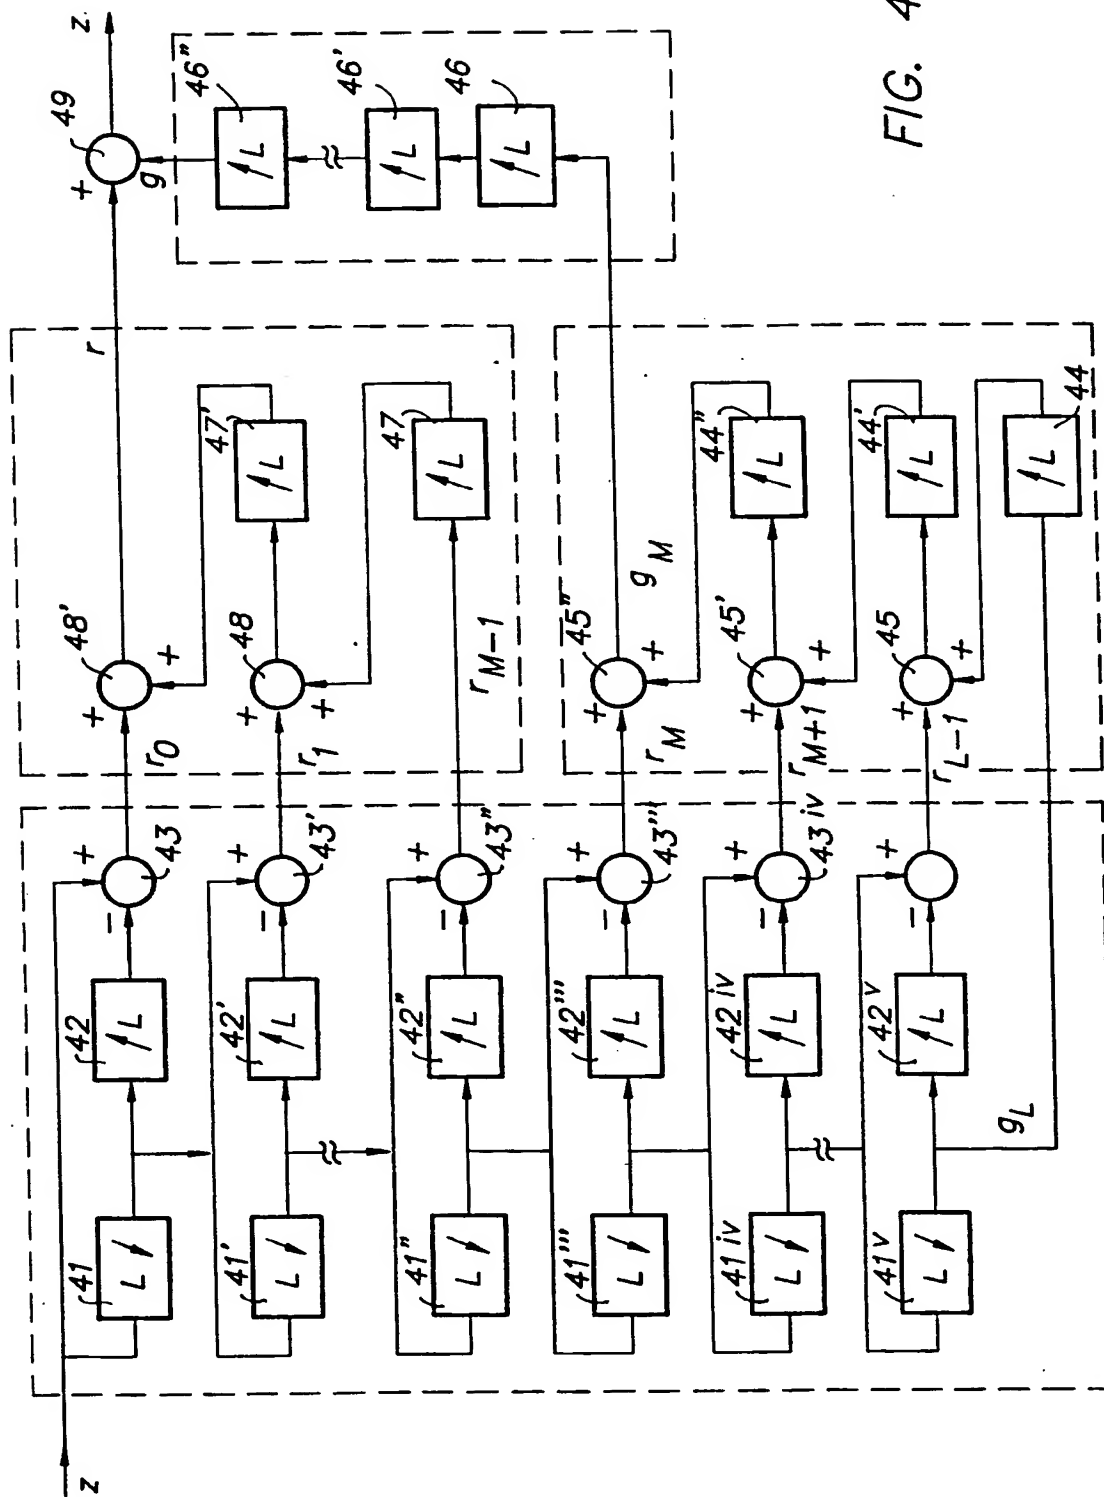 z
41
L
42
L
43
+
−
r0
48'
+
+
r
49
+
g
z
41'
L
42'
L
43'
+
−
r1
48
+
+
47'
L
46"
L
46'
L
46
L
41"
L
42"
L
43"
+
−
rM−1
47
L
41'''
L
42'''
L
43'''
+
−
rM
45"
+
+
gM
41iv
L
42iv
L
43iv
+
−
rM+1
45'
+
+
44"
L
41v
L
42v
L
+
−
rL−1
45
+
+
44'
L
gL
44
L
FIG. 4